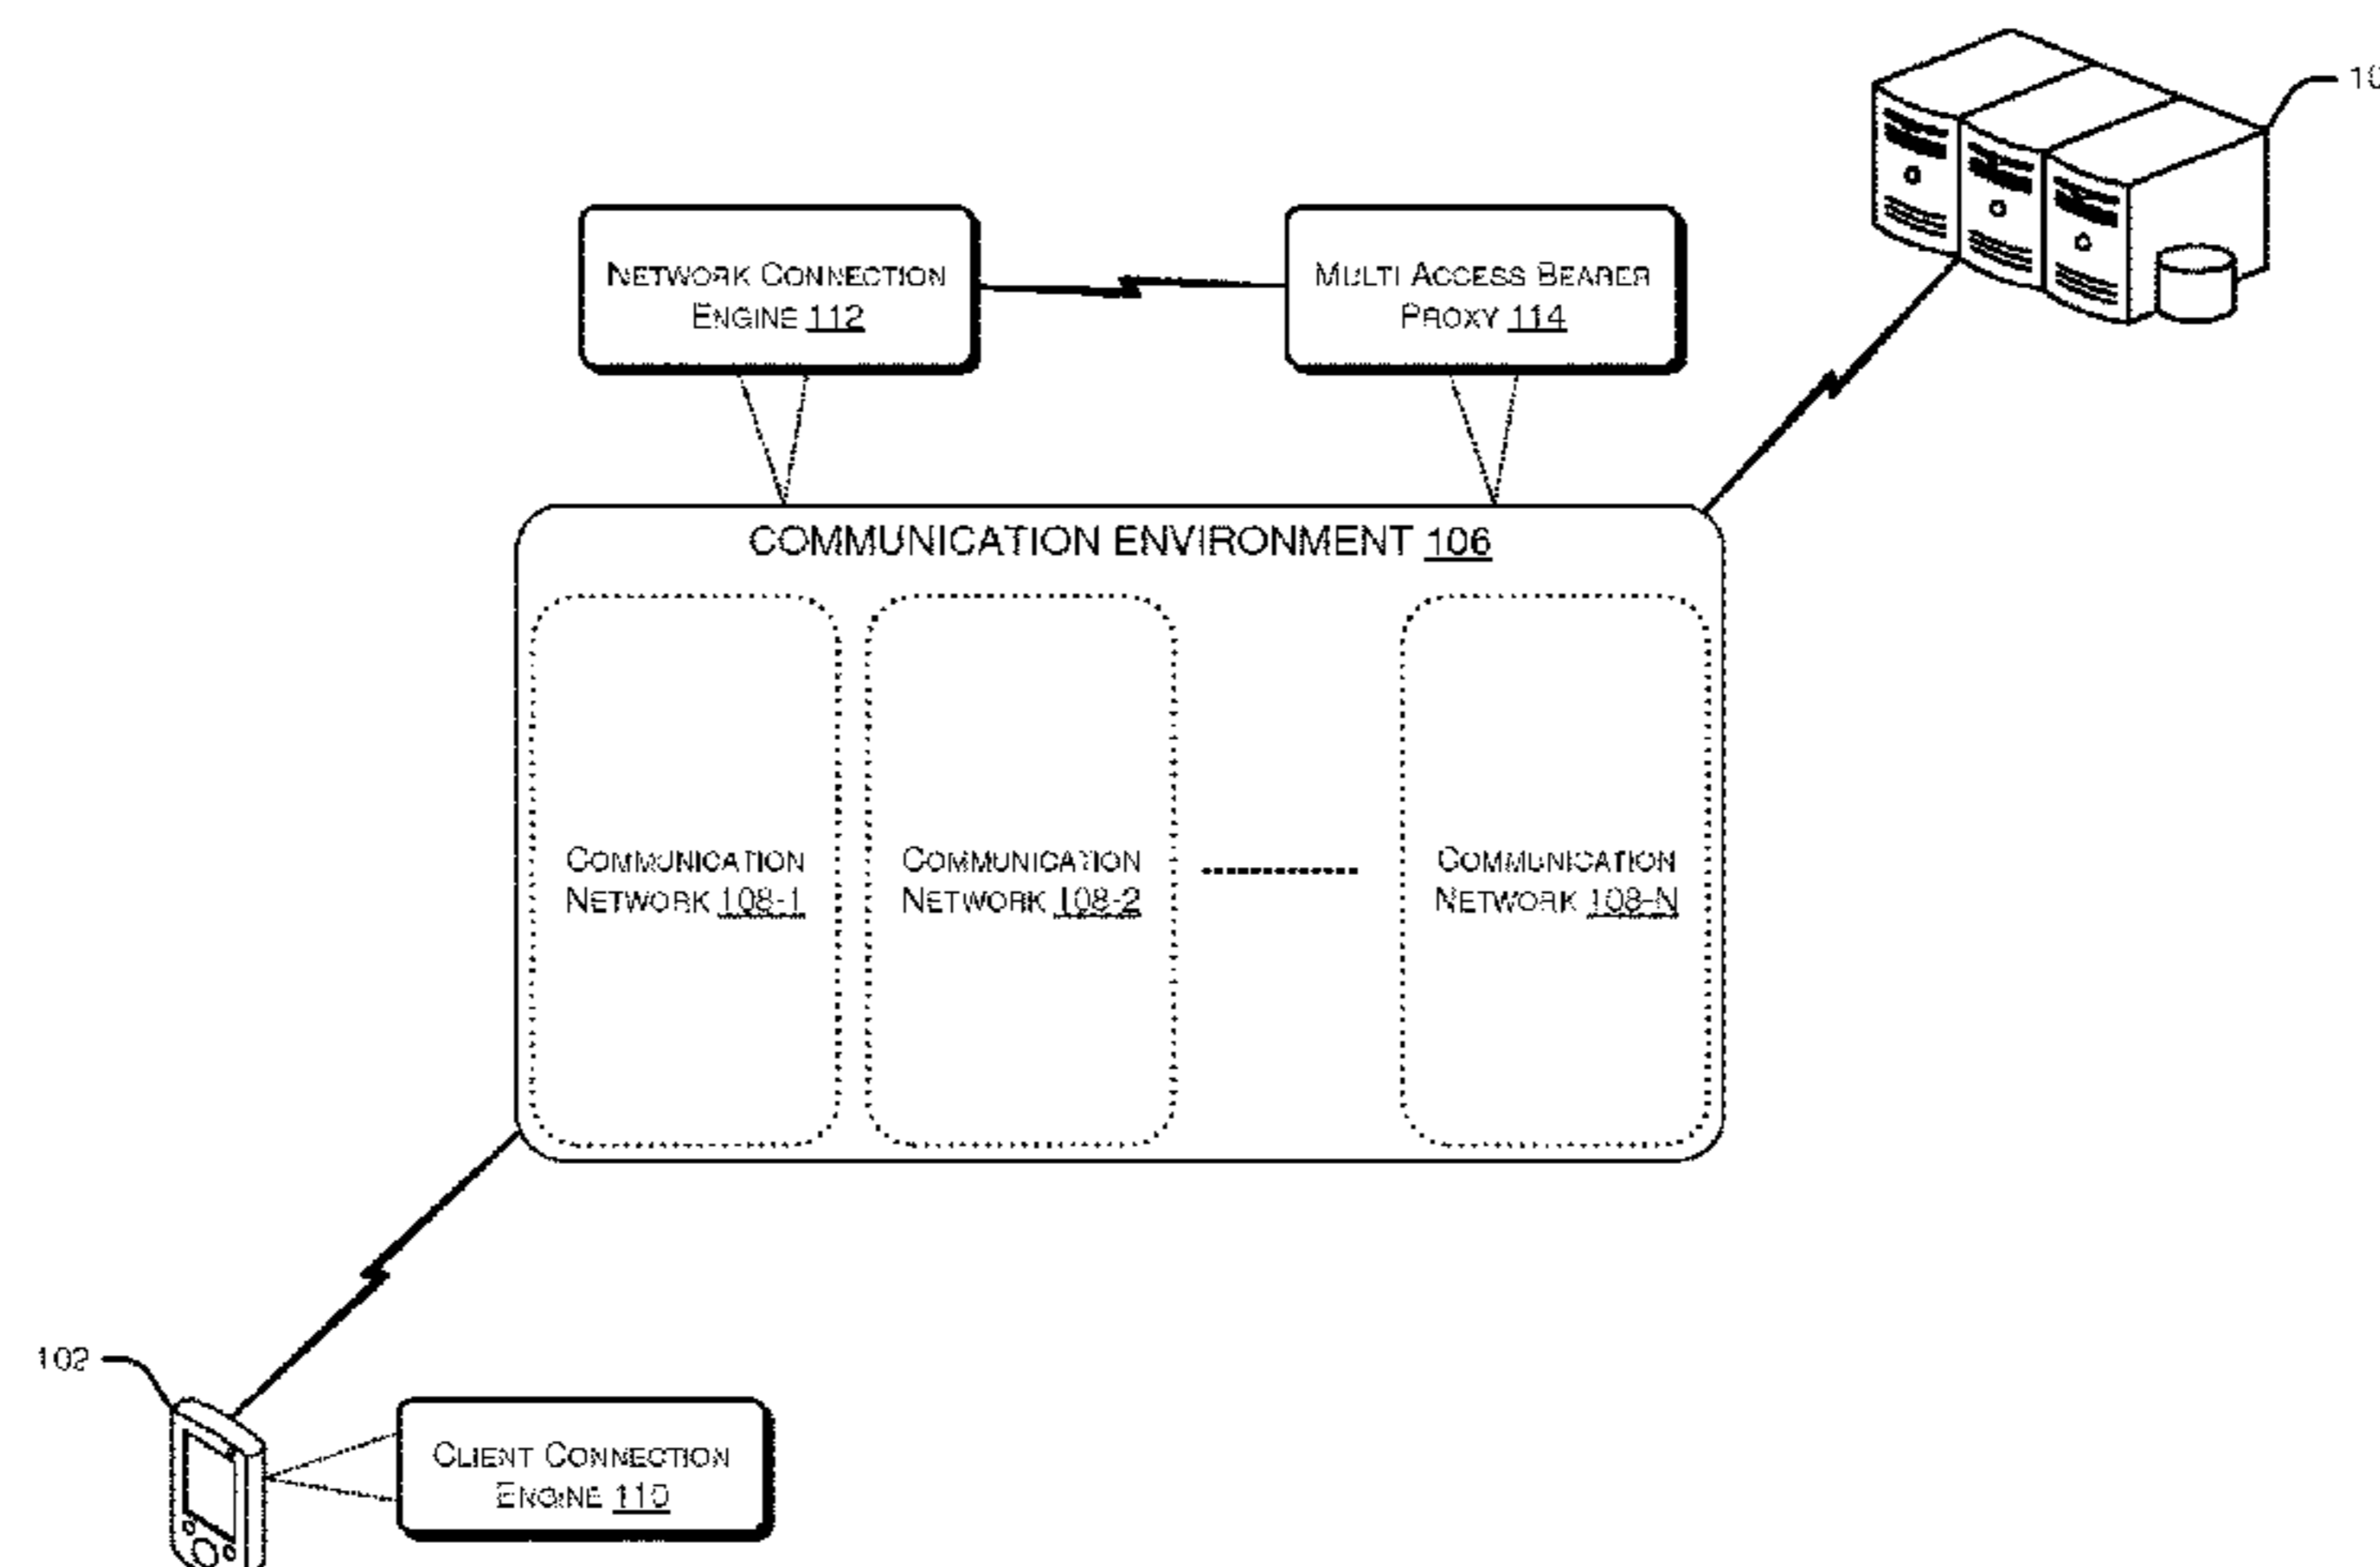 10
NETWORK CONNECTION
ENGINE 112
MULTI ACCESS BEARER
PROXY 114
COMMUNICATION ENVIRONMENT 106
COMMUNICATION
NETWORK 108-1
COMMUNICATION
NETWORK 108-2
COMMUNICATION
NETWORK 108-N
102
CLIENT CONNECTION
ENGINE 110